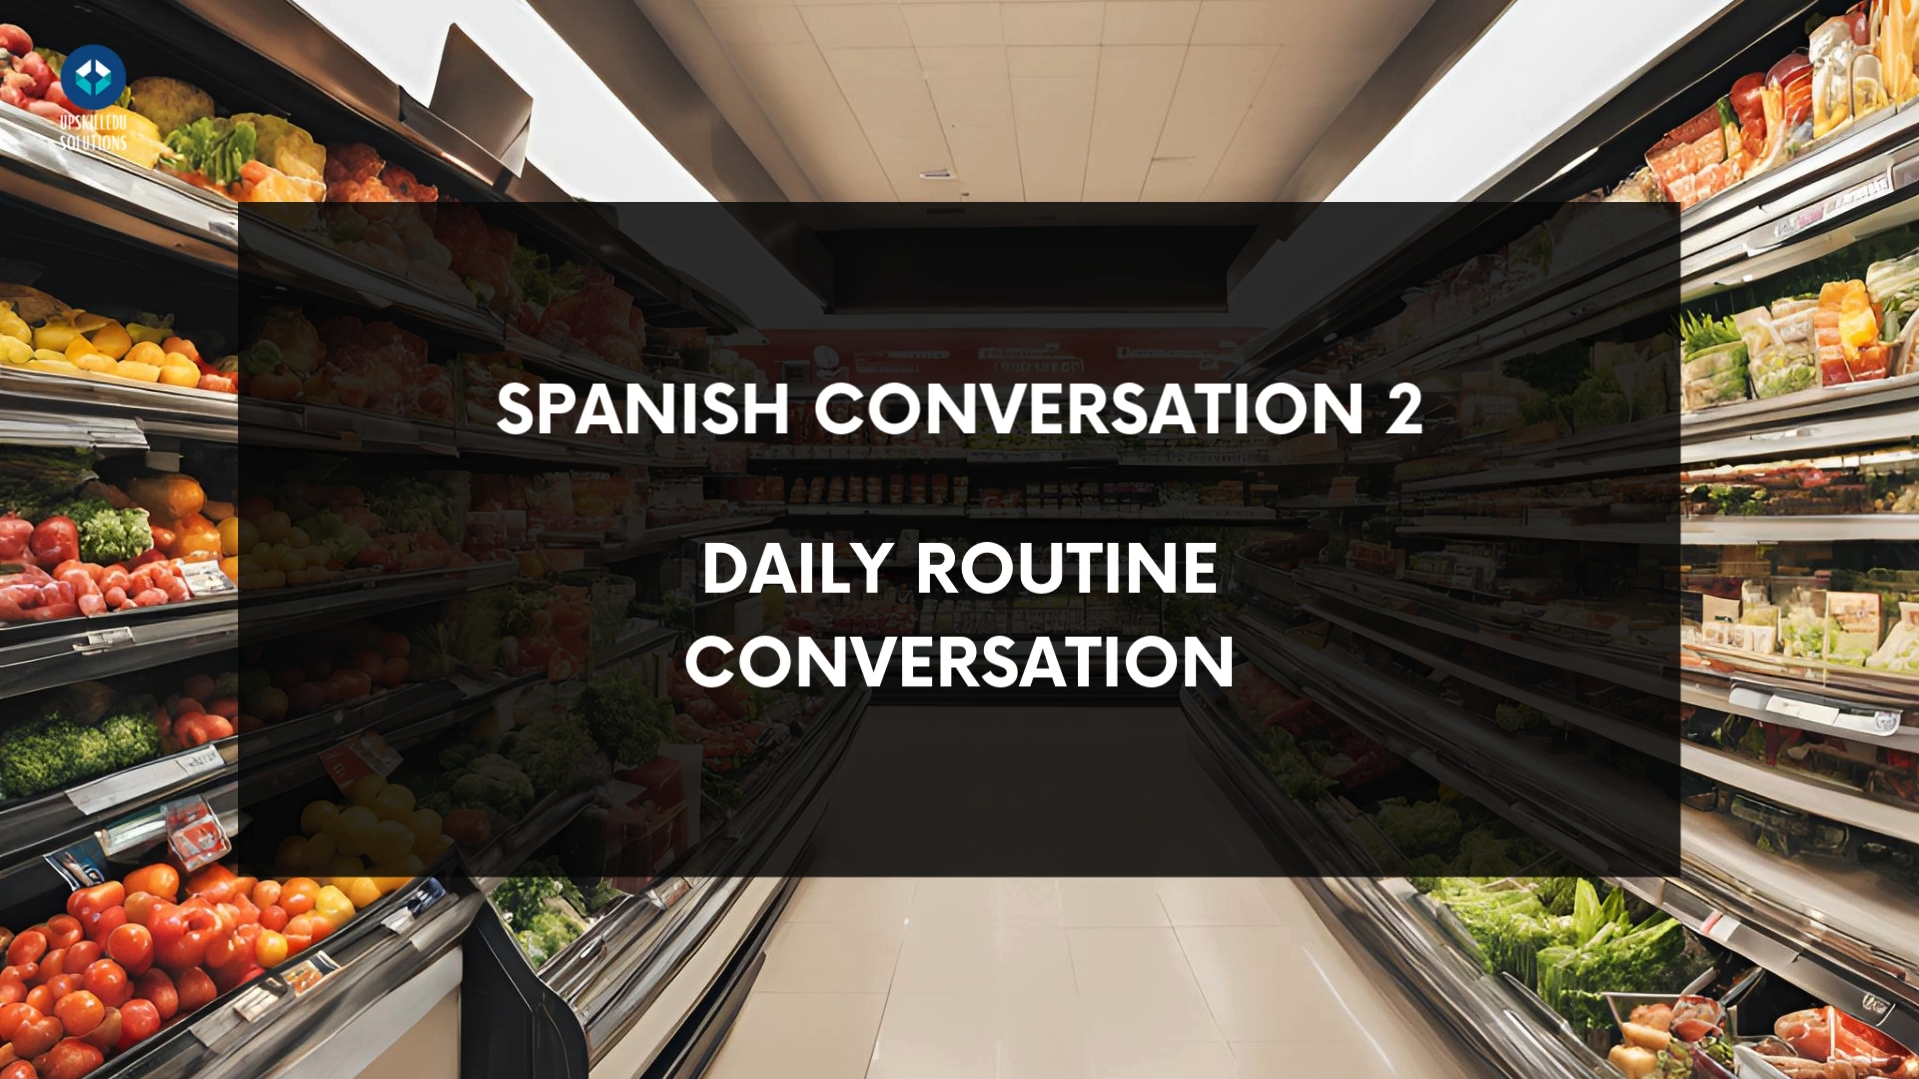 UPSKILLEDU
SOLUTIONS
SPANISH CONVERSATION 2
DAILY ROUTINE
CONVERSATION